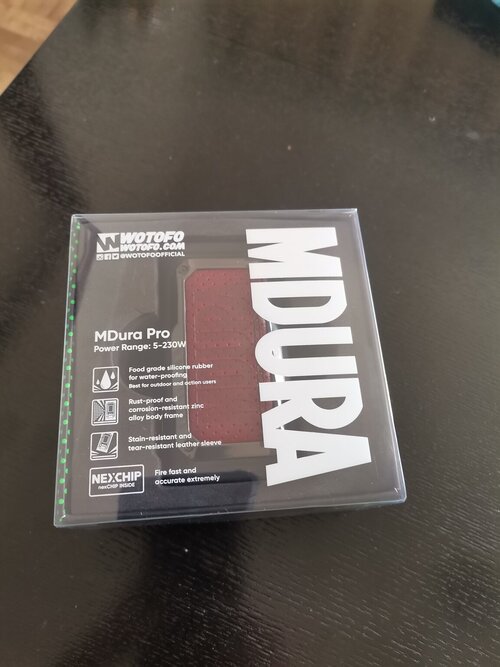 WOTOFO
WOTOFO.COM
@WOTOFOOFFICIAL
MDURA
MDura Pro
Power Range: 5-230W
Food grade silicone rubber
for water-proofing
Best for outdoor and action users
Rust-proof and
corrosion-resistant zinc
alloy body frame
Stain-resistant and
tear-resistant leather sleeve
NEXCHIP
nexCHIP INSIDE
Fire fast and
accurate extremely